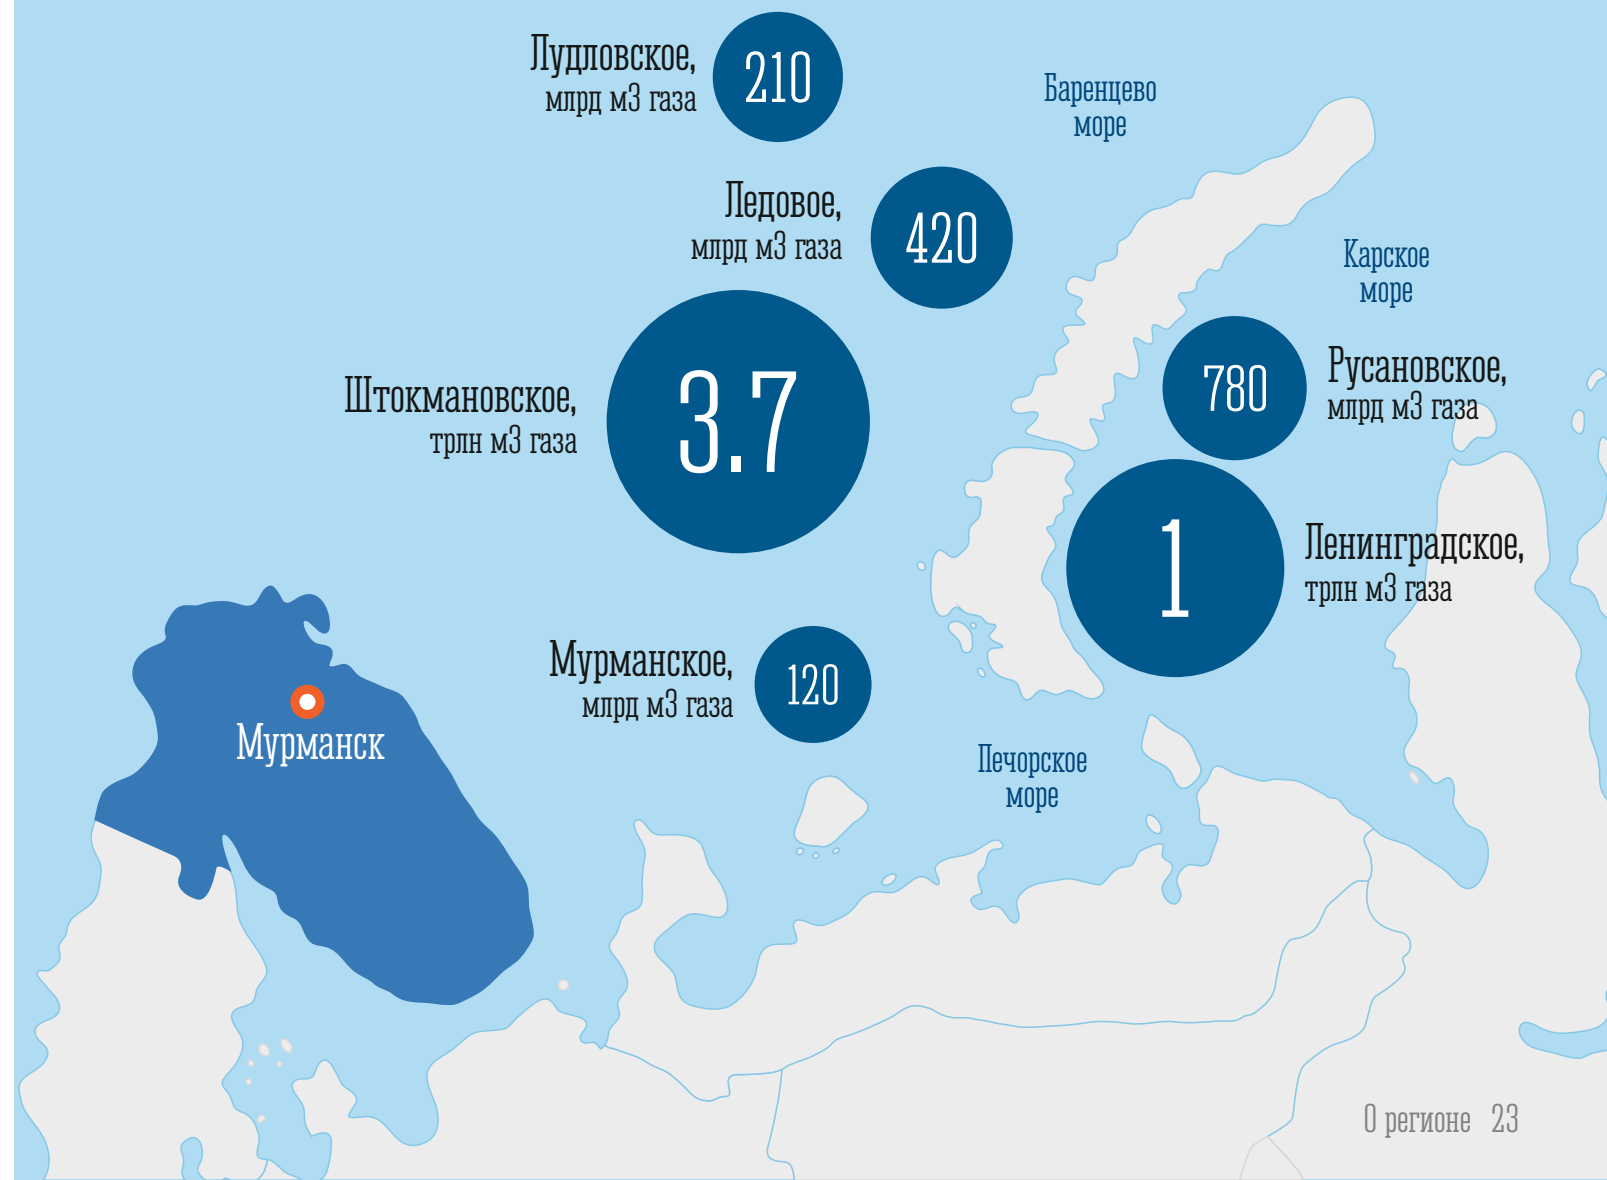 Лудловское,
млрд м3 газа
210
Баренцево
море
Ледовое,
млрд м3 газа
420
Карское
море
Штокмановское,
трлн м3 газа
3.7
780
Русановское,
млрд м3 газа
1
Ленинградское,
трлн м3 газа
Мурманское,
млрд м3 газа
120
Мурманск
Печорское
море
О регионе 23